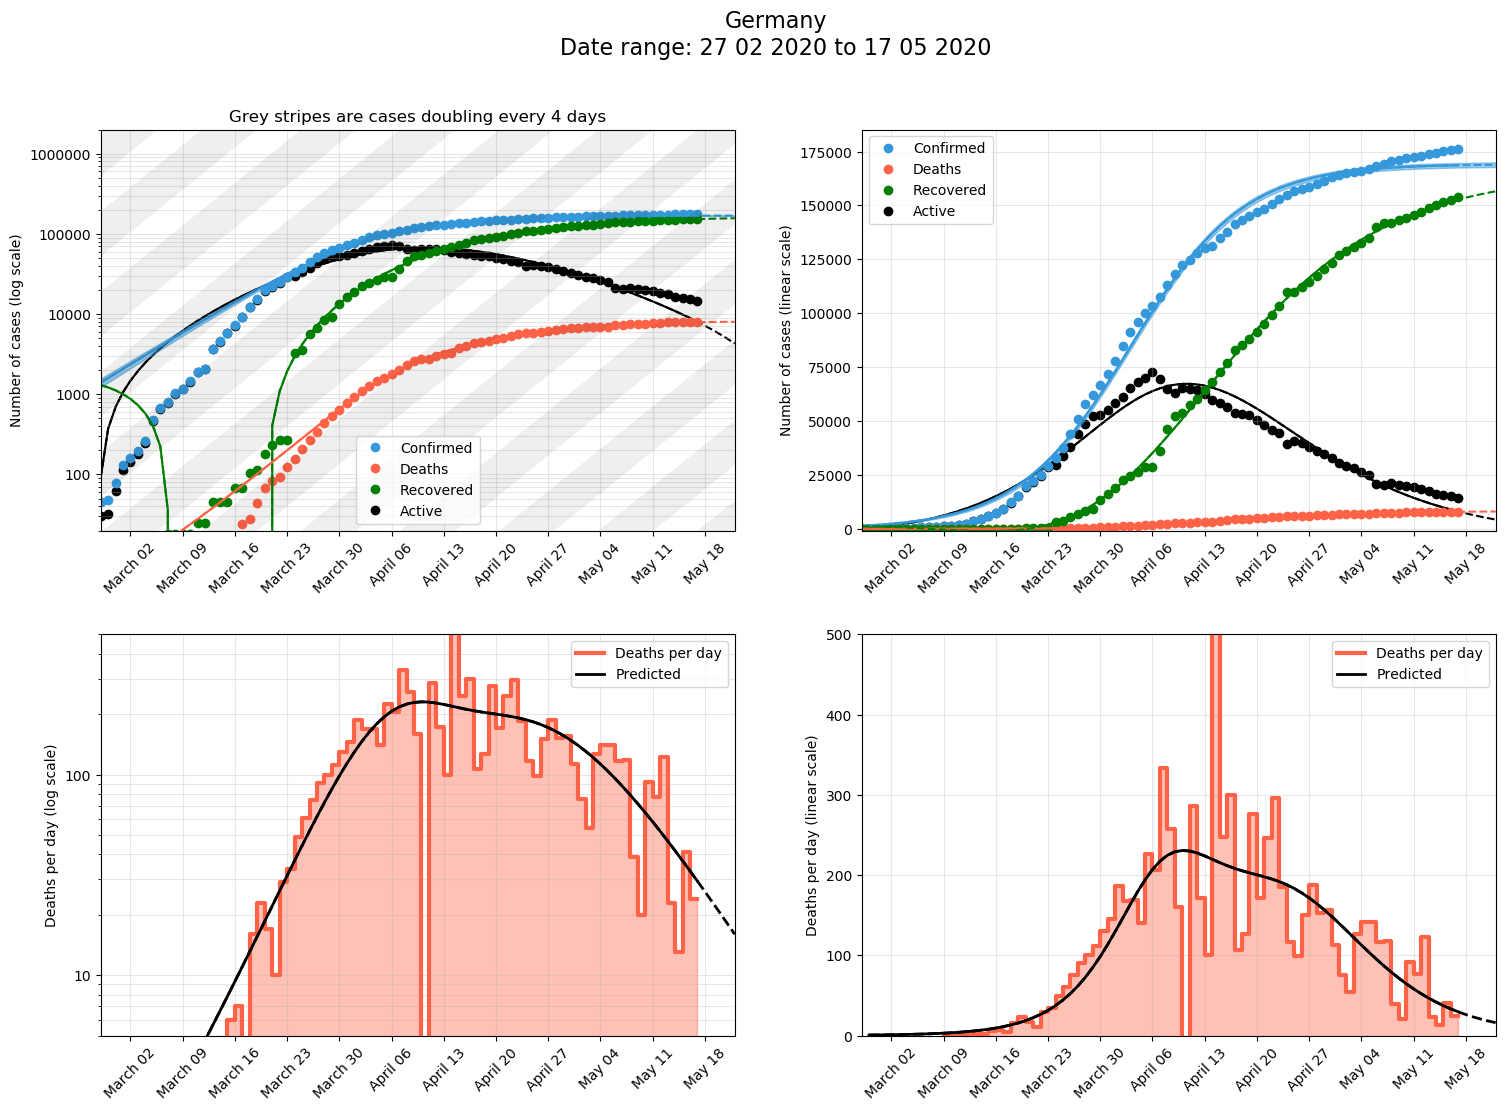 Germany
Date range: 27 02 2020 to 17 05 2020
Grey stripes are cases doubling every 4 days
Number of cases (log scale)
1000000
100000
10000
1000
100
Confirmed
Deaths
Recovered
Active
March 02
March 09
March 16
March 23
March 30
April 06
April 13
April 20
April 27
May 04
May 11
May 18
Number of cases (linear scale)
175000
150000
125000
100000
75000
50000
25000
0
Confirmed
Deaths
Recovered
Active
March 02
March 09
March 16
March 23
March 30
April 06
April 13
April 20
April 27
May 04
May 11
May 18
Deaths per day (log scale)
100
10
Deaths per day
Predicted
March 02
March 09
March 16
March 23
March 30
April 06
April 13
April 20
April 27
May 04
May 11
May 18
Deaths per day (linear scale)
500
400
300
200
100
0
Deaths per day
Predicted
March 02
March 09
March 16
March 23
March 30
April 06
April 13
April 20
April 27
May 04
May 11
May 18